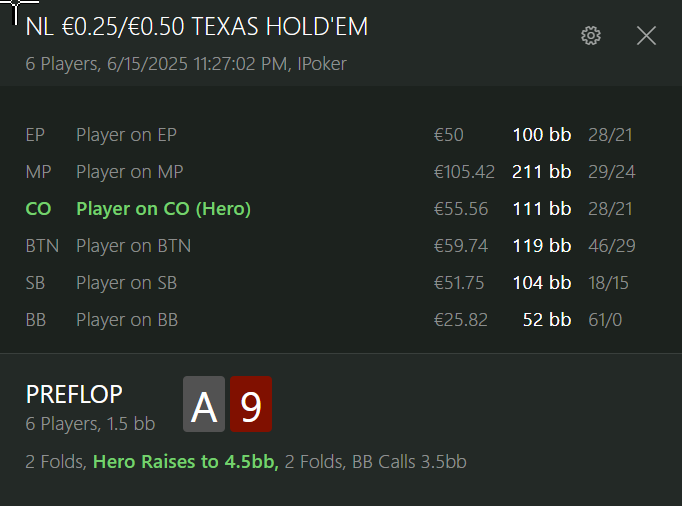 NL €0.25/€0.50 TEXAS HOLD'EM
6 Players, 6/15/2025 11:27:02 PM, IPoker
EP Player on EP €50 100 bb 28/21
MP Player on MP €105.42 211 bb 29/24
CO Player on CO (Hero) €55.56 111 bb 28/21
BTN Player on BTN €59.74 119 bb 46/29
SB Player on SB €51.75 104 bb 18/15
BB Player on BB €25.82 52 bb 61/0
PREFLOP A 9
6 Players, 1.5 bb
2 Folds, Hero Raises to 4.5bb, 2 Folds, BB Calls 3.5bb